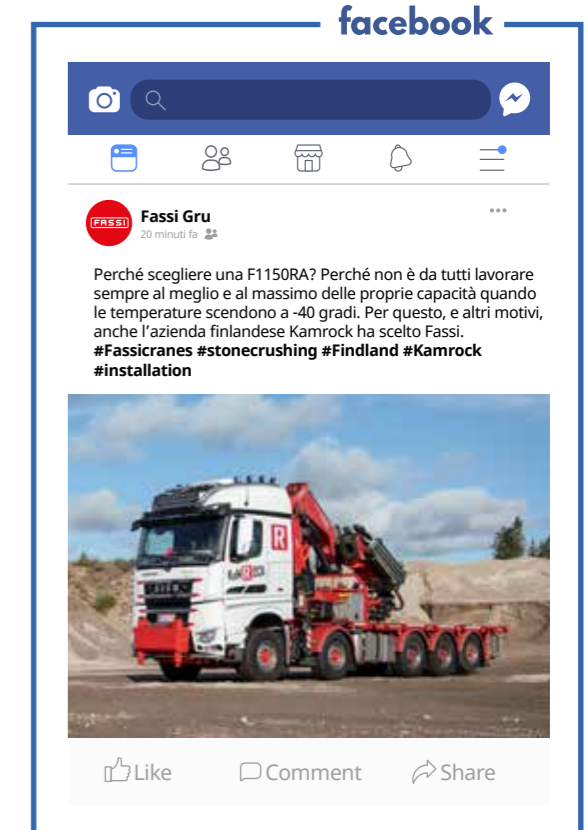 facebook
FASSI
Fassi Gru
20 minuti fa
Perché scegliere una F1150RA? Perché non è da tutti lavorare
sempre al meglio e al massimo delle proprie capacità quando
le temperature scendono a -40 gradi. Per questo, e altri motivi,
anche l’azienda finlandese Kamrock ha scelto Fassi.
#Fassicranes #stonecrushing #Findland #Kamrock
#installation
R
Like
Comment
Share